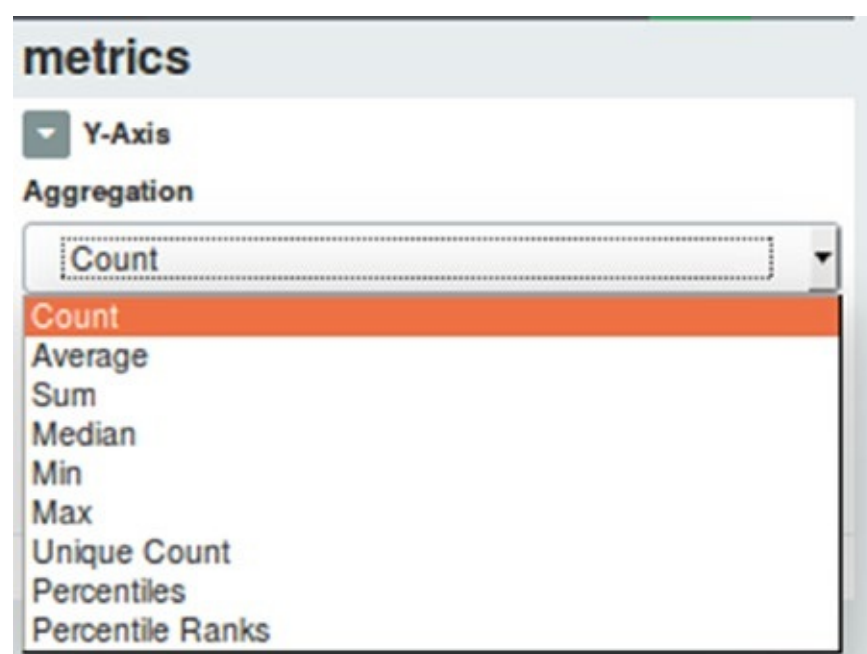 metrics
Y-Axis
Aggregation
Count
Count
Average
Sum
Median
Min
Max
Unique Count
Percentiles
Percentile Ranks